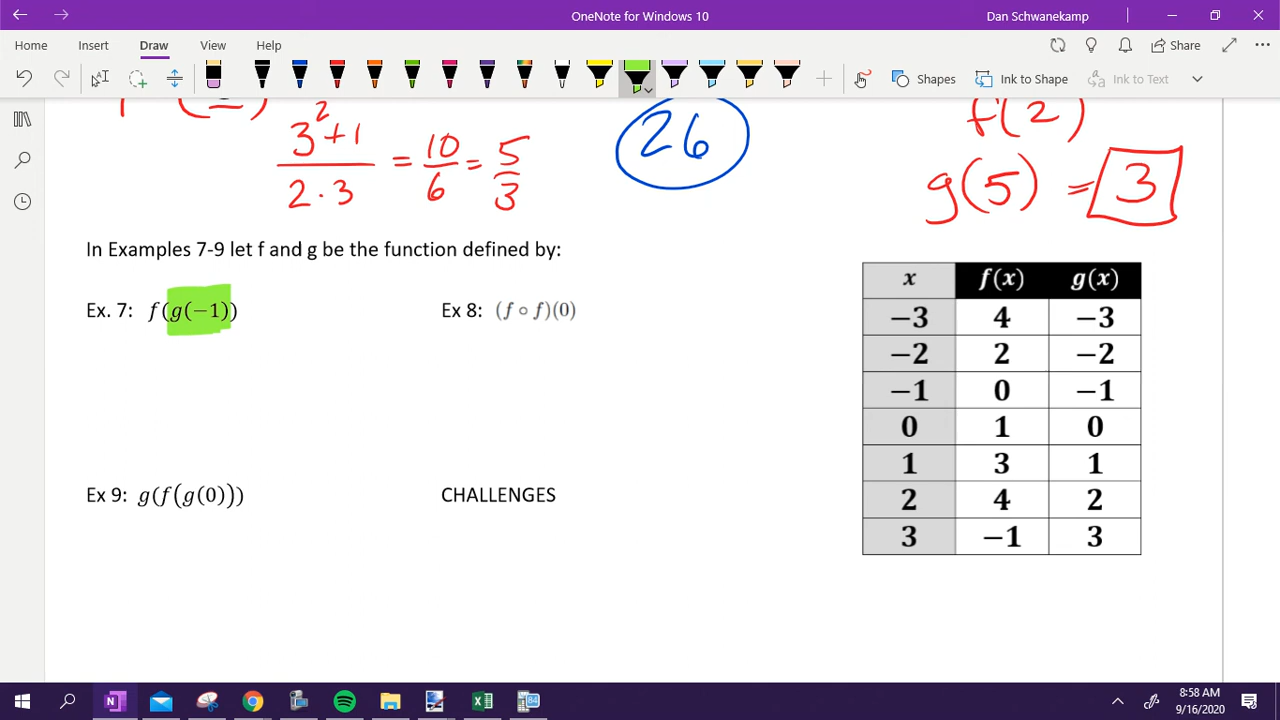 OneNote for Windows 10
Dan Schwanekamp
Home Insert Draw View Help
Share
Shapes
Ink to Shape
Ink to Text
3² + 1
2 · 3
= 10
6
= 5
3
26
f(2)
g(5) = 3
In Examples 7-9 let f and g be the function defined by:
Ex. 7: f(g(−1))
Ex 8: (f ∘ f)(0)
Ex 9: g(f(g(0)))
CHALLENGES
x f(x) g(x)
−3 4 −3
−2 2 −2
−1 0 −1
0 1 0
1 3 1
2 4 2
3 −1 3
8:58 AM
9/16/2020